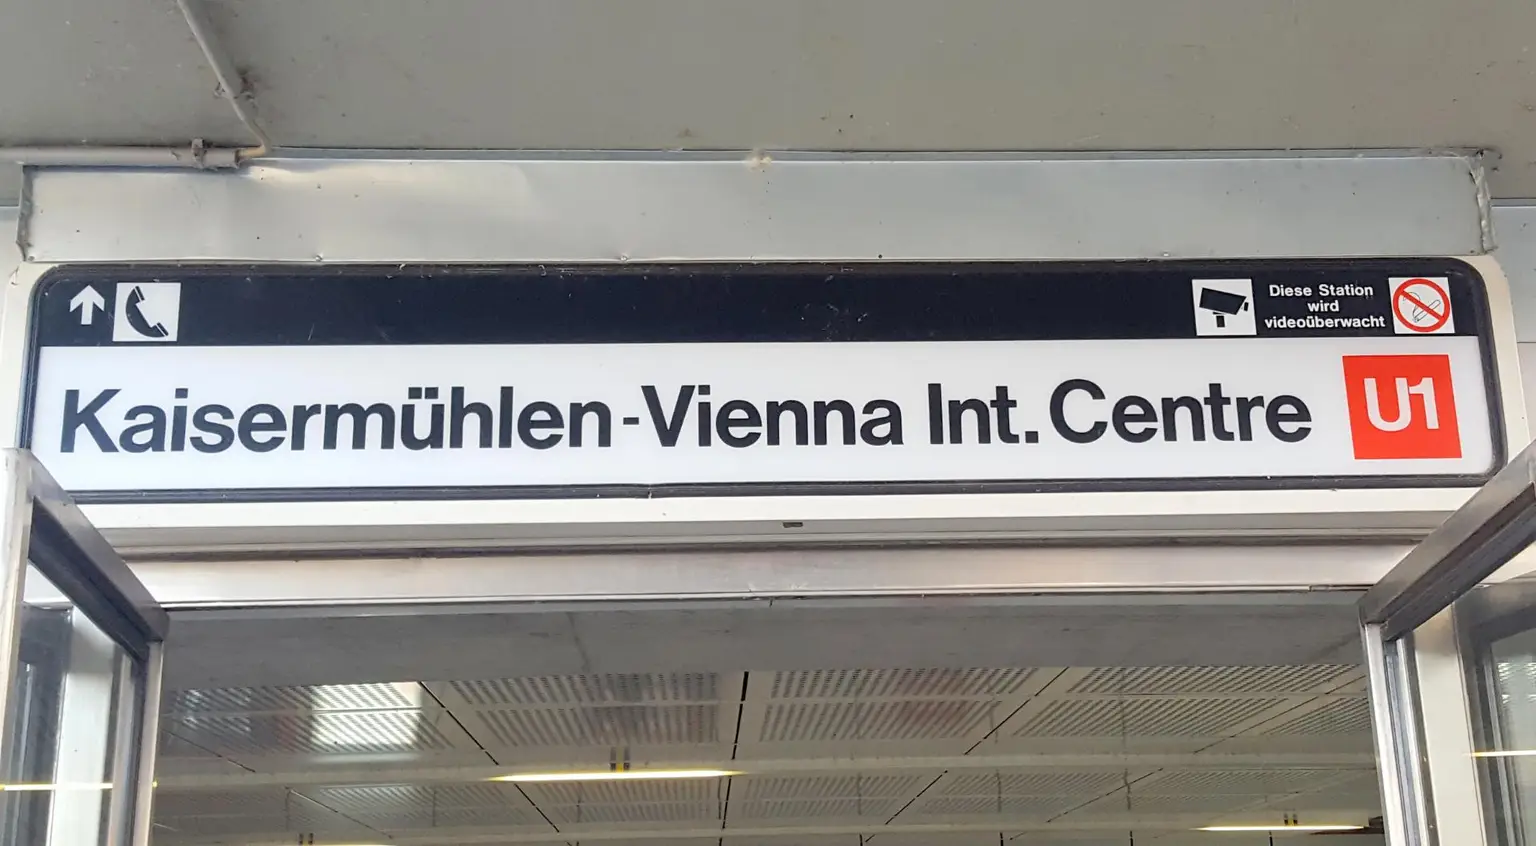 Diese Station
wird
videoüberwacht
Kaisermühlen-Vienna Int. Centre
U1